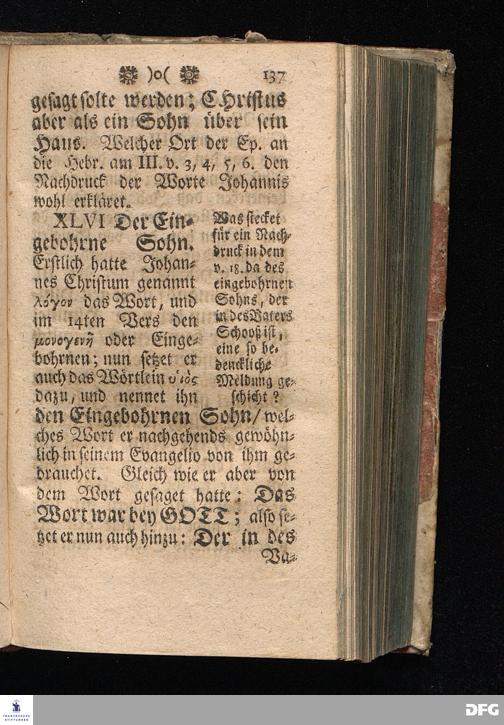 )o( 137
gesagt solte werden; CHristus
aber als ein Sohn über sein
Haus. Welcher Ort der Ep. an
die Hebr. am III. v. 3, 4, 5, 6. den
Nachdruck der Worte Johannis
wohl erkläret.
XLVI Der Ein-
gebohrne Sohn.
Erstlich hatte Johan-
nes Christum genannt
λόγον das Wort, und
im 14ten Vers den
μονογενῆ oder Einge-
bohrnen; nun setzet er
auch das Wörtlein υἱὸς
dazu, und nennet ihn
den Eingebohrnen Sohn/ wel-
ches Wort er nachgehends gewöhn-
lich in seinem Evangelio von ihm ge-
brauchet. Gleich wie er aber von
dem Wort gesaget hatte: Das
Wort war bey GOTT; also se-
tzet er nun auch hinzu: Der in des
Va-
Was stecket
für ein Nach-
druck in dem
v. 18. da des
eingebohrnen
Sohns, der
in des Vaters
Schooß ist,
eine so be-
denckliche
Meldung ge-
schicht?
FRANCKESCHE
STIFTUNGEN
DFG